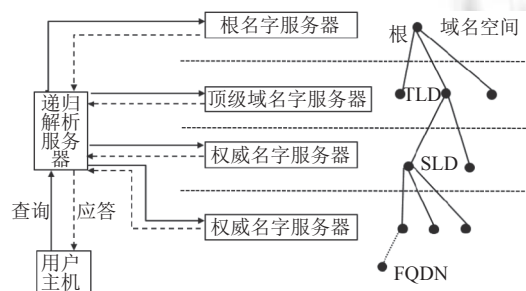 根名字服务器
根
域名空间
顶级域名字服务器
TLD
递归
解析
服务
器
权威名字服务器
SLD
查询
应答
权威名字服务器
用户
主机
FQDN